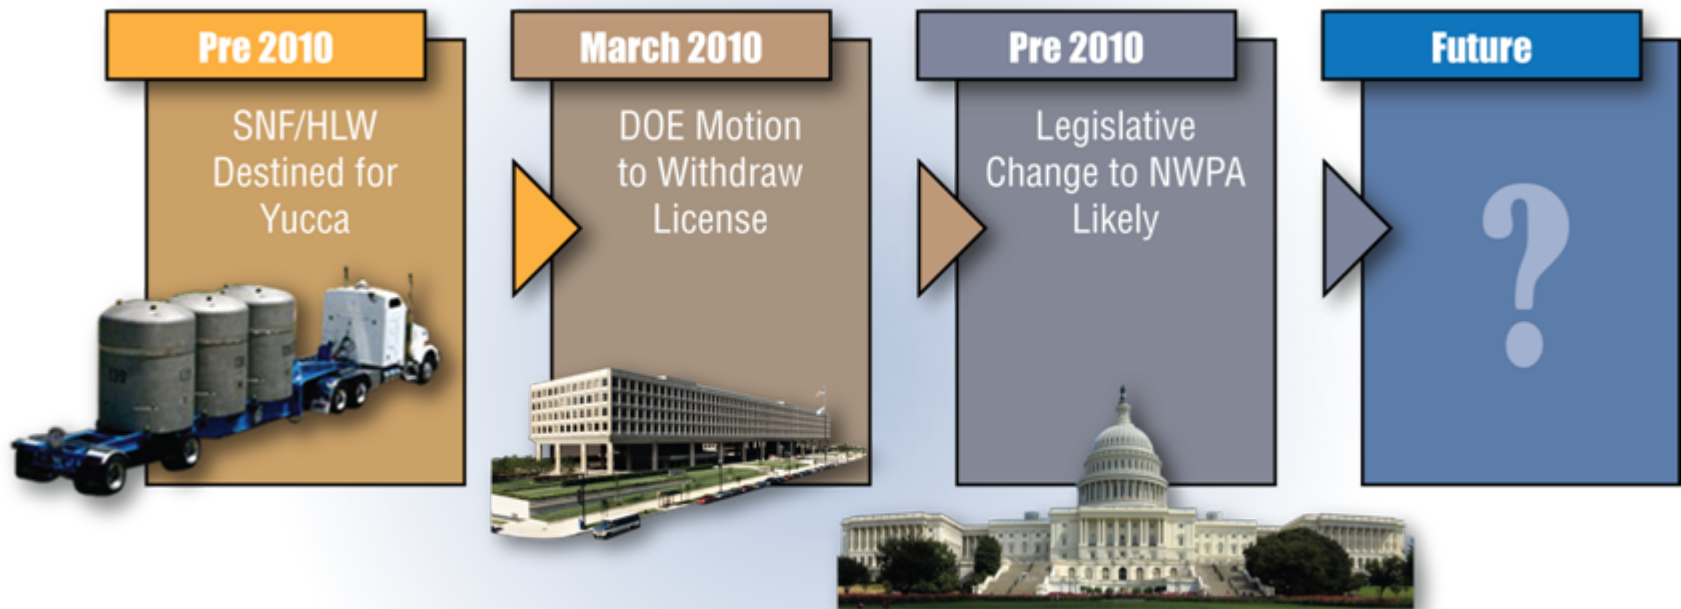 Pre 2010
SNF/HLW
Destined for
Yucca
March 2010
DOE Motion
to Withdraw
License
Pre 2010
Legislative
Change to NWPA
Likely
Future
?